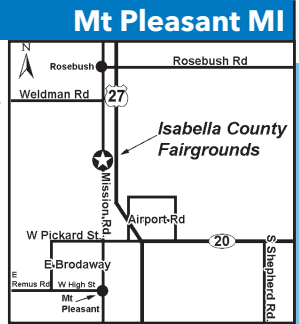 Mt Pleasant MI
N
Rosebush
Rosebush Rd
Weldman Rd
27
Isabella County
Fairgrounds
Mission Rd.
Airport Rd
W Pickard St
20
S Shepherd Rd.
E Brodaway
E
Remus Rd
W High St
Mt
Pleasant